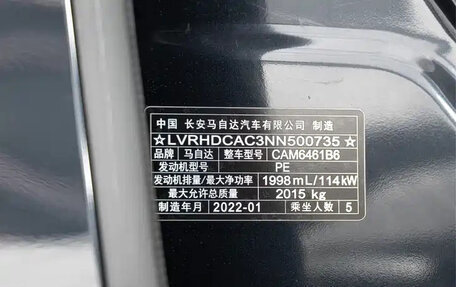 中国 长安马自达汽车有限公司 制造
☆LVRHDCAC3NN500735☆
品牌 马自达 整车型号 CAM6461B6
发动机型号 PE
发动机排量/最大净功率 1998mL/114kW
最大允许总质量 2015 kg
制造年月 2022-01 乘坐人数 5